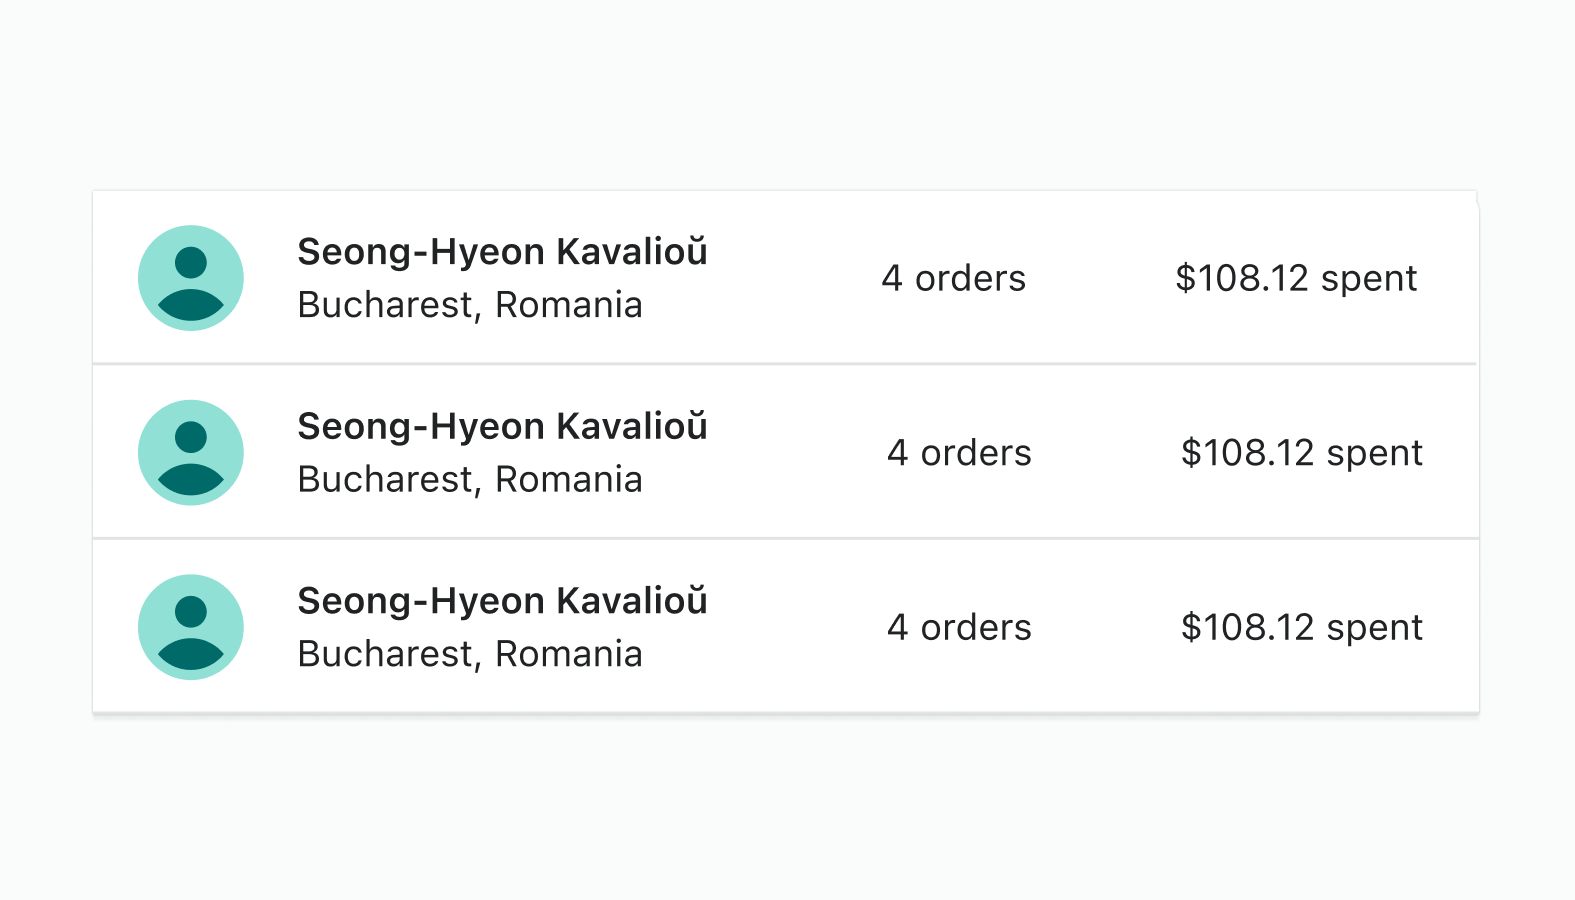 Seong-Hyeon Kavalioŭ
Bucharest, Romania
4 orders
$108.12 spent
Seong-Hyeon Kavalioŭ
Bucharest, Romania
4 orders
$108.12 spent
Seong-Hyeon Kavalioŭ
Bucharest, Romania
4 orders
$108.12 spent